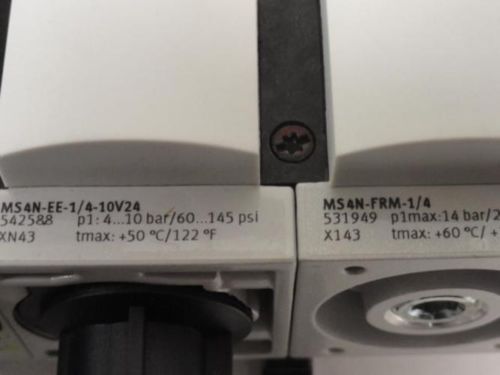 MS4N-EE-1/4-10V24
542588 p1: 4...10 bar/60...145 psi
XN43 tmax: +50 °C/122 °F
MS4N-FRM-1/4
531949 p1max:14 bar/2
X143 tmax: +60 °C/ +